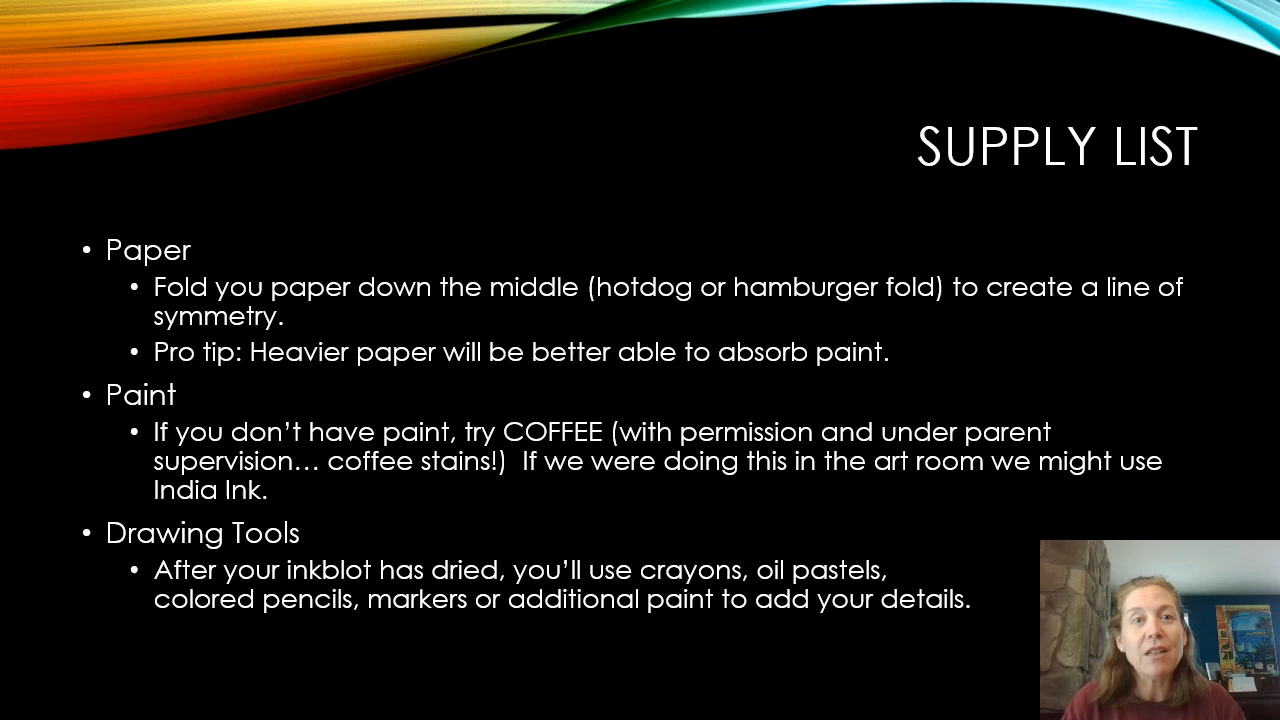 SUPPLY LIST
• Paper
• Fold you paper down the middle (hotdog or hamburger fold) to create a line of
symmetry.
• Pro tip: Heavier paper will be better able to absorb paint.
• Paint
• If you don’t have paint, try COFFEE (with permission and under parent
supervision… coffee stains!)  If we were doing this in the art room we might use
India Ink.
• Drawing Tools
• After your inkblot has dried, you’ll use crayons, oil pastels,
colored pencils, markers or additional paint to add your details.